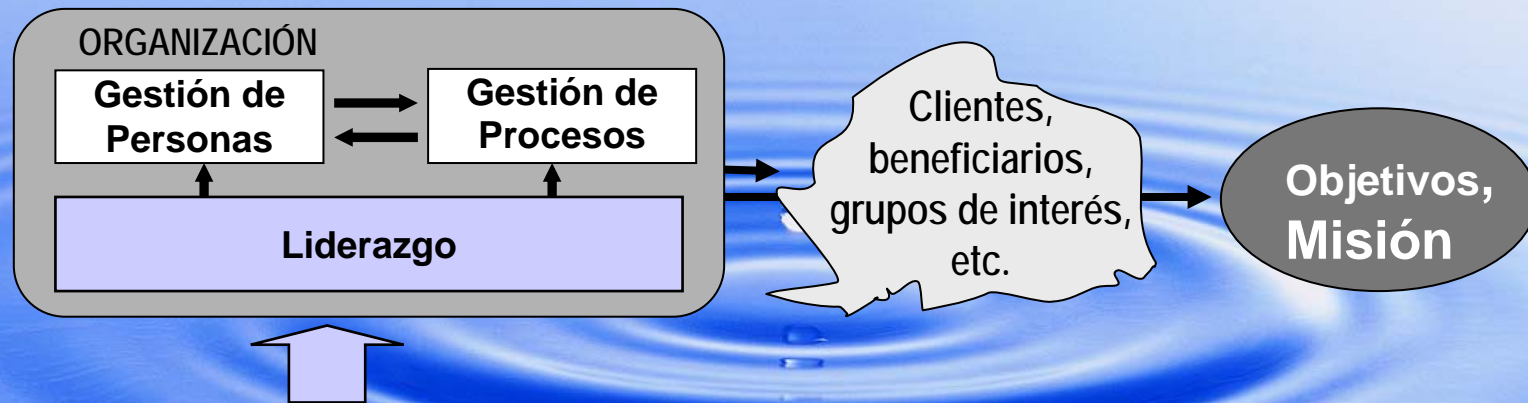 ORGANIZACIÓN
Gestión de
Personas
Gestión de
Procesos
Liderazgo
Clientes,
beneficiarios,
grupos de interés,
etc.
Objetivos,
Misión